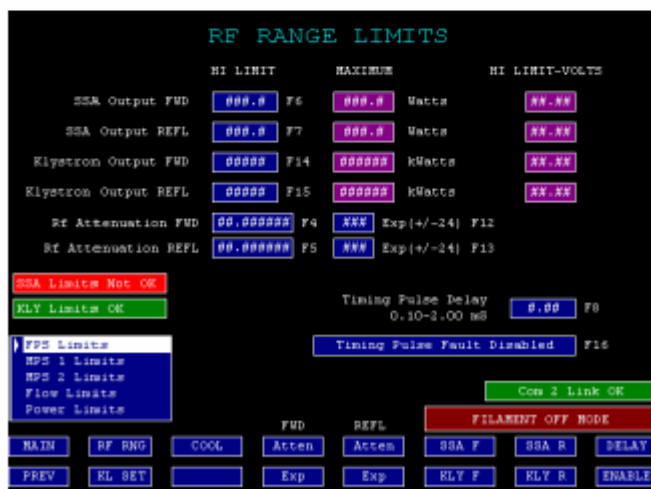 RF RANGE LIMITS
HI LIMIT MAXIMUM HI LIMIT-VOLTS
SSA Output FWD ###.# F6 ###.# Watts ##.##
SSA Output REFL ###.# F7 ###.# Watts ##.##
Klystron Output FWD ##### F14 ###### kWatts ##.##
Klystron Output REFL ##### F15 ###### kWatts ##.##
Rf Attenuation FWD ##.###### F4 ### Exp(+/-24) F12
Rf Attenuation REFL ##.###### F5 ### Exp(+/-24) F13
SSA Limits Not OK
KLY Limits OK
Timing Pulse Delay #.## F8
0.10-2.00 mS
FPS Limits
Timing Pulse Fault Disabled F16
MPS 1 Limits
MPS 2 Limits
Flow Limits
Power Limits
Com 2 Link OK
FILAMENT OFF MODE
FWD REFL
MAIN RF RNG COOL Atten Atten SSA F SSA R DELAY
PREV KL SET Exp Exp KLY F KLY R ENABLE